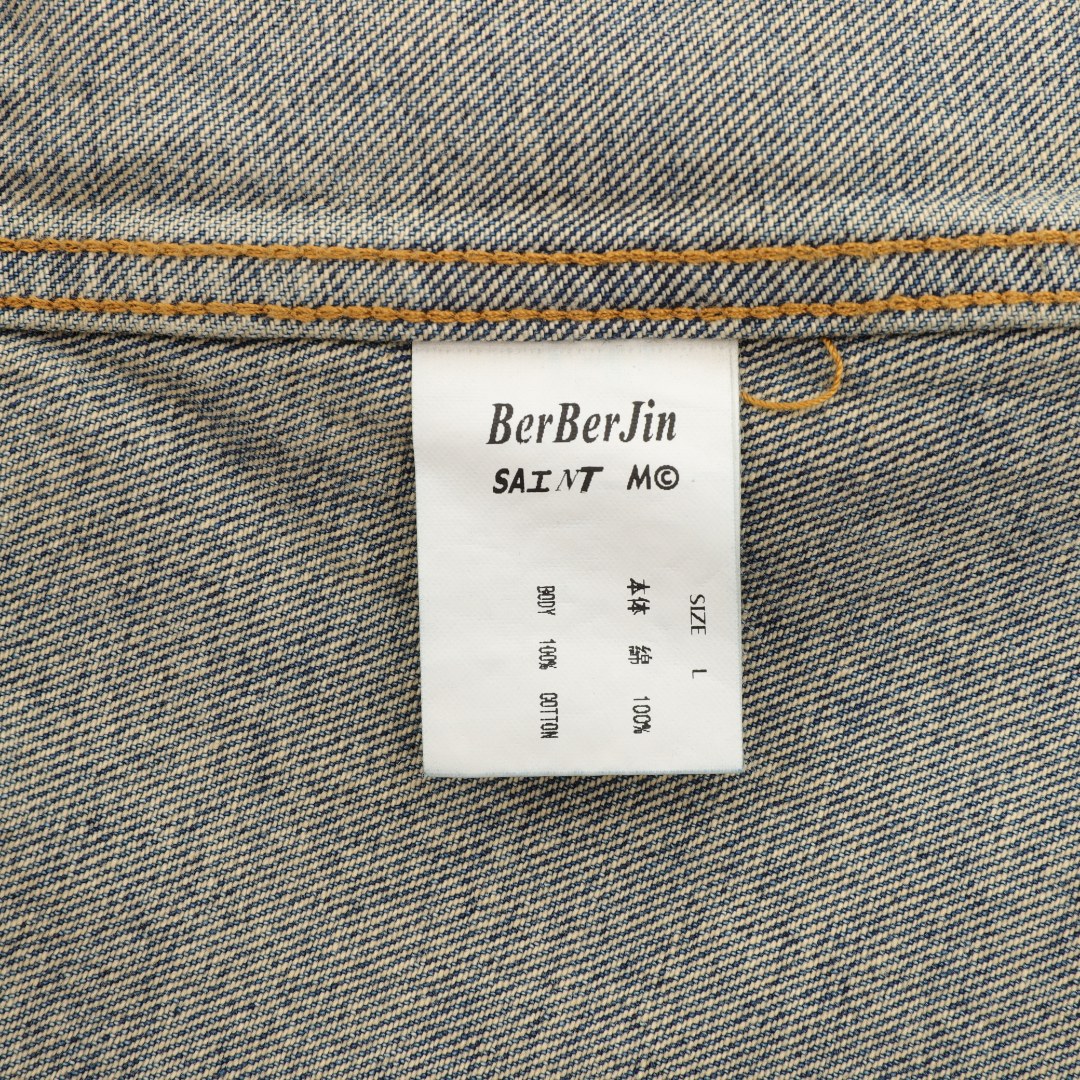 BerBerJin
SAINT M©
SIZE L
本体 綿 100%
BODY 100% COTTON